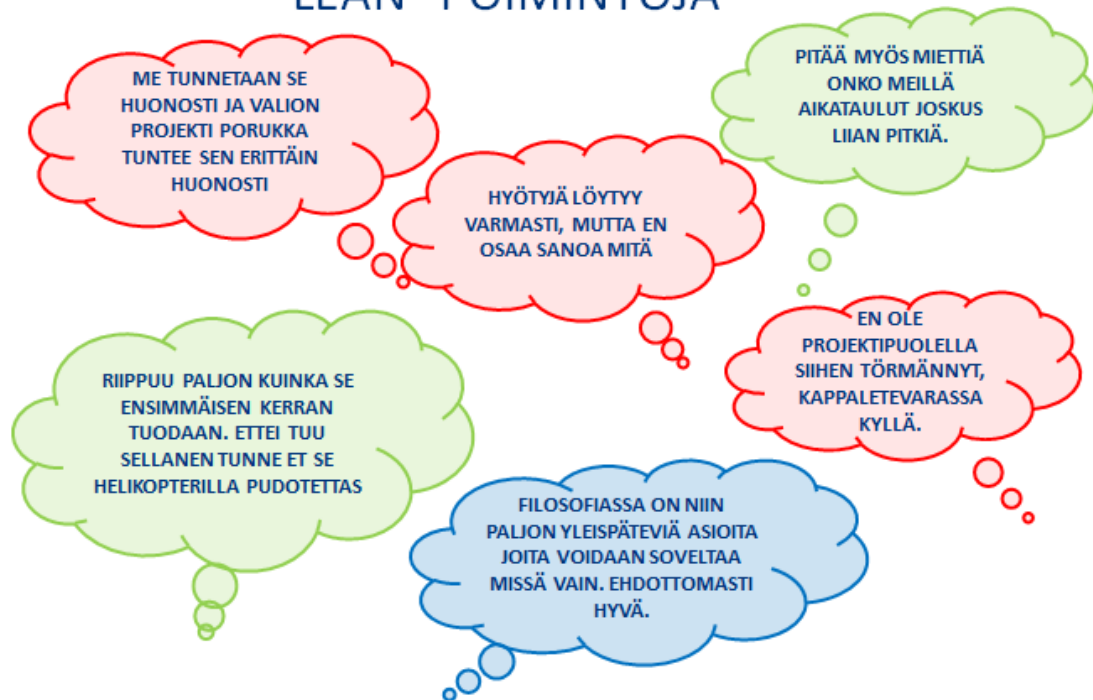 LEAN- POIMINTOJA
ME TUNNETAAN SE
HUONOSTI JA VALION
PROJEKTI PORUKKA
TUNTEE SEN ERITTÄIN
HUONOSTI
PITÄÄ MYÖS MIETTIÄ
ONKO MEILLÄ
AIKATAULUT JOSKUS
LIIAN PITKIÄ.
HYÖTYJÄ LÖYTYY
VARMASTI, MUTTA EN
OSAA SANOA MITÄ
EN OLE
PROJEKTIPUOLELLA
SIIHEN TÖRMÄNNYT,
KAPPALETEVARASSA
KYLLÄ.
RIIPPUU PALJON KUINKA SE
ENSIMMÄISEN KERRAN
TUODAAN. ETTEI TUU
SELLANEN TUNNE ET SE
HELIKOPTERILLA PUDOTETTAS
FILOSOFIASSA ON NIIN
PALJON YLEISPÄTEVIÄ ASIOITA
JOITA VOIDAAN SOVELTAA
MISSÄ VAIN. EHDOTTOMASTI
HYVÄ.